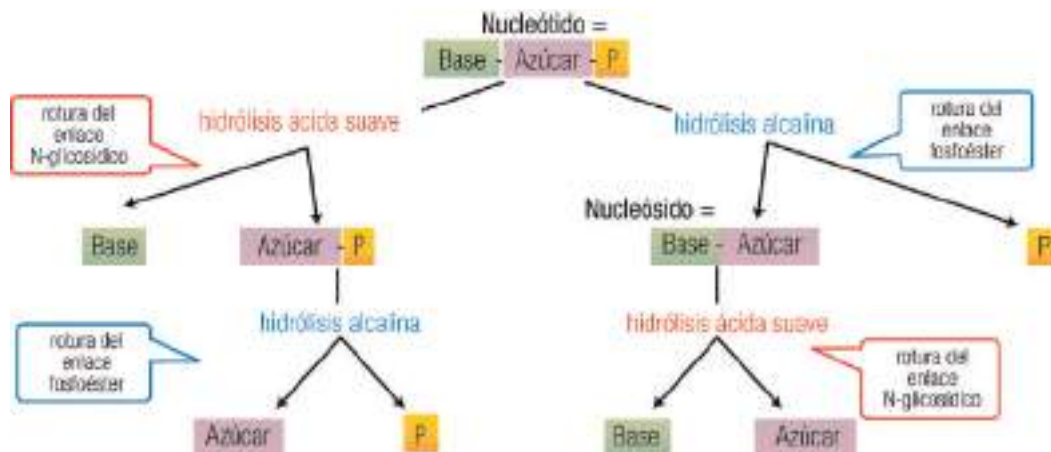 Nucleótido =
Base - Azúcar - P
rotura del
enlace
N-glicosídico
hidrólisis ácida suave
hidrólisis alcalina
rotura del
enlace
fosfoéster
Nucleósido =
Base
Azúcar - P
Base - Azúcar
P
rotura del
enlace
fosfoéster
hidrólisis alcalina
hidrólisis ácida suave
rotura del
enlace
N-glicosídico
Azúcar
P
Base
Azúcar